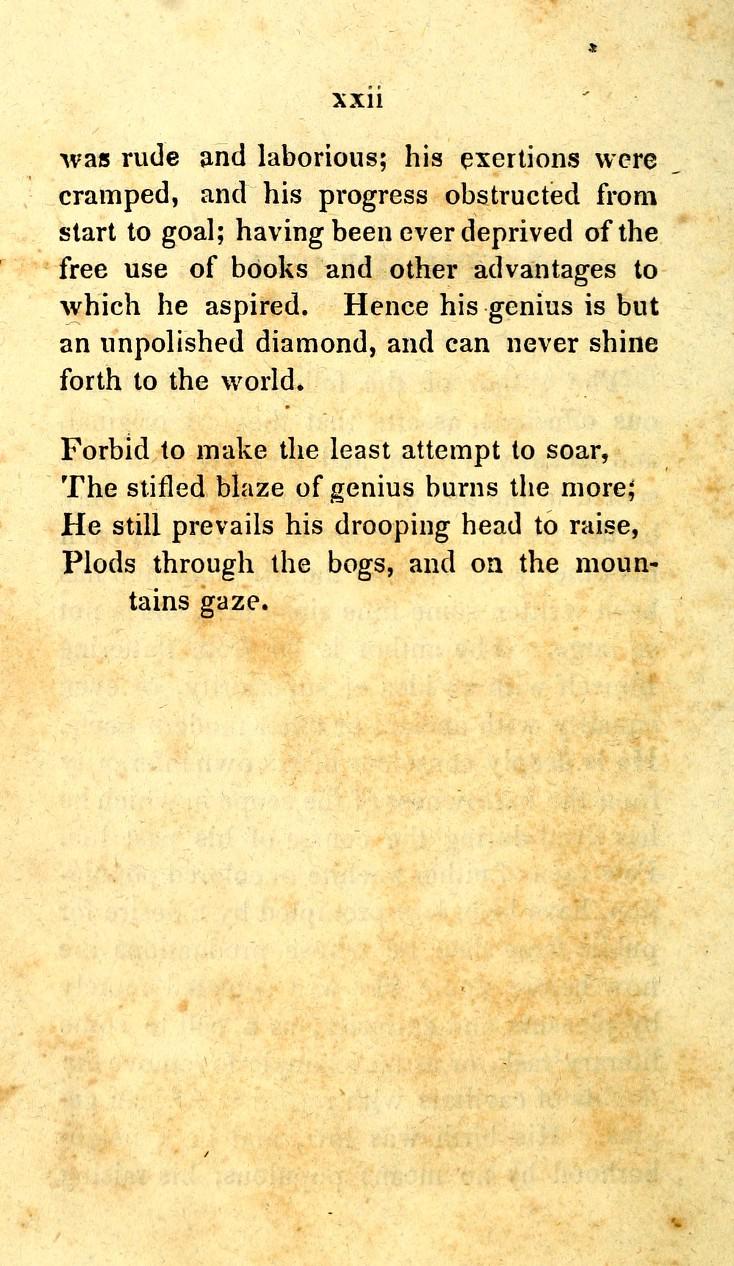 xxii
was rude and laborious; his exertions were
cramped, and his progress obstructed from
start to goal; having been ever deprived of the
free use of books and other advantages to
which he aspired. Hence his genius is but
an unpolished diamond, and can never shine
forth to the world.
Forbid to make the least attempt to soar,
The stifled blaze of genius burns the more;
He still prevails his drooping head to raise,
Plods through the bogs, and on the moun-
tains gaze.